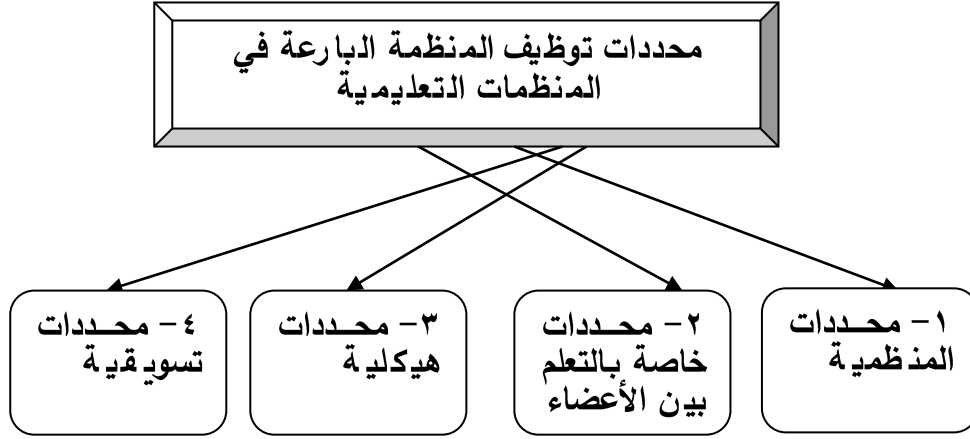 محددات توظيف المنظمة البارعة في
المنظمات التعليمية
١- محددات
المنظمية
٢- محددات
خاصة بالتعلم
بين الأعضاء
٣- محددات
هيكلية
٤- محددات
تسويقية